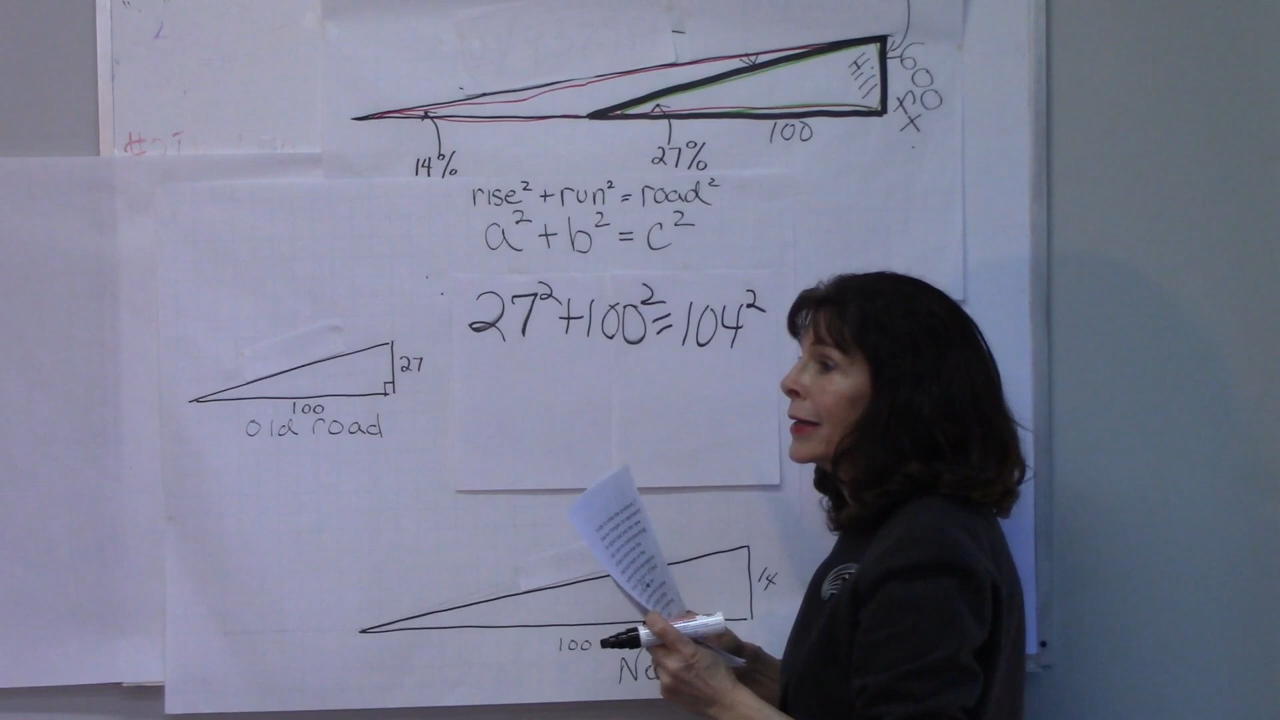 Hill
600 ft
100
14%
27%
rise² + run² = road²
a² + b² = c²
27² + 100² = 104²
27
100
old road
14
100